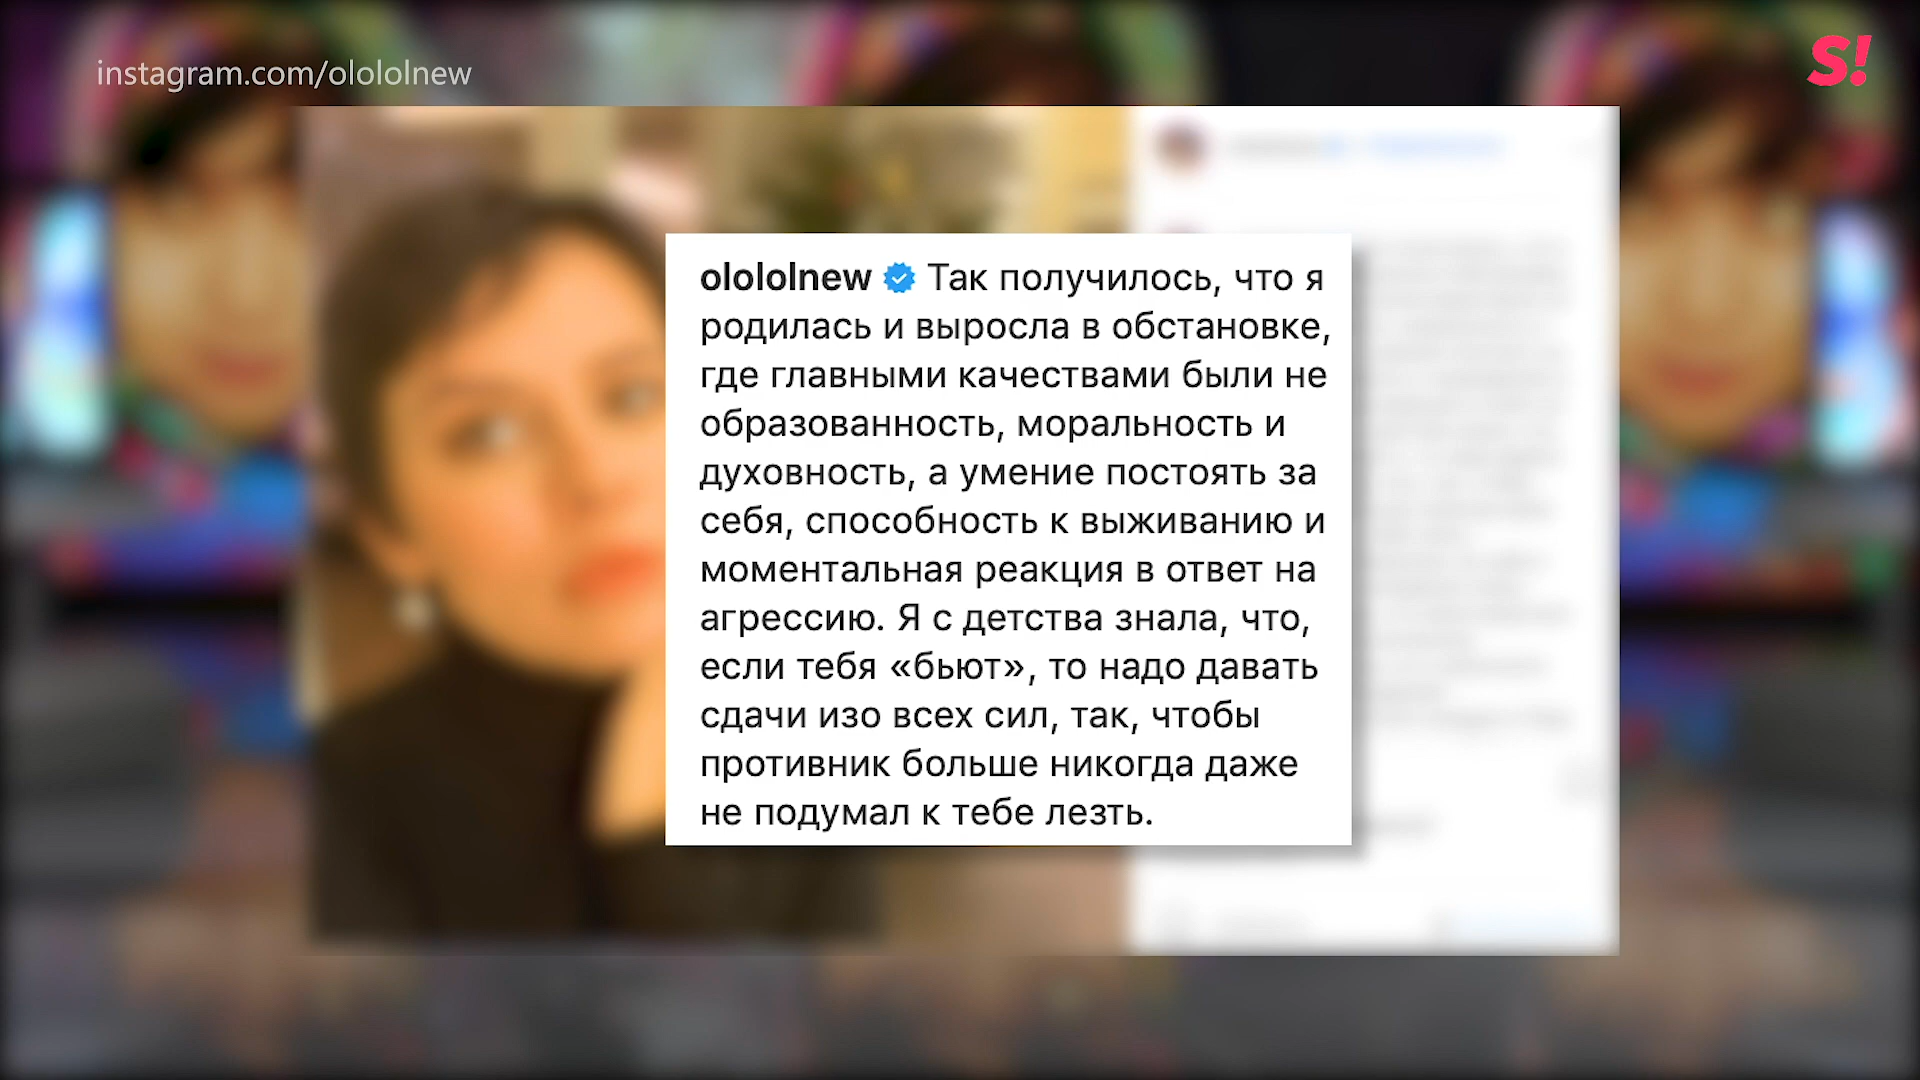 instagram.com/olololnew
S!
olololnew Так получилось, что я
родилась и выросла в обстановке,
где главными качествами были не
образованность, моральность и
духовность, а умение постоять за
себя, способность к выживанию и
моментальная реакция в ответ на
агрессию. Я с детства знала, что,
если тебя «бьют», то надо давать
сдачи изо всех сил, так, чтобы
противник больше никогда даже
не подумал к тебе лезть.